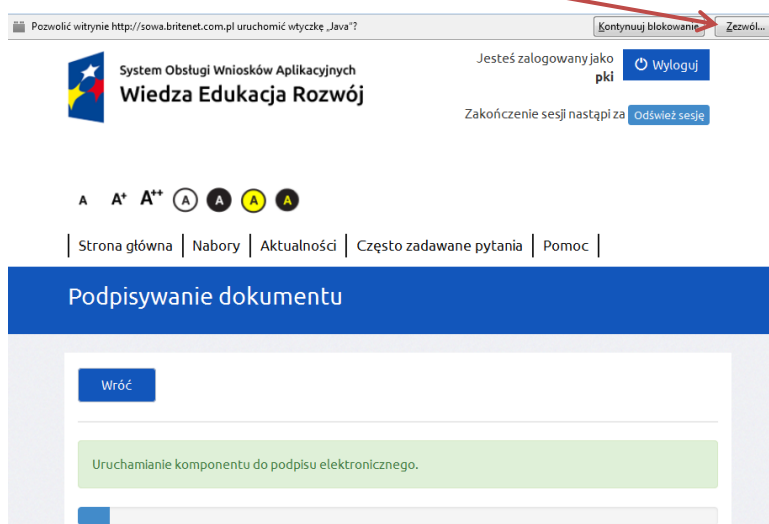 Pozwolić witrynie http://sowa.britenet.com.pl uruchomić wtyczkę „Java"? Kontynuuj blokowanie Zezwól...
System Obsługi Wniosków Aplikacyjnych
Wiedza Edukacja Rozwój
Jesteś zalogowany jako
pki
Wyloguj
Zakończenie sesji nastąpi za Odśwież sesję
A A+ A++ A A A A
Strona główna Nabory Aktualności Często zadawane pytania Pomoc
Podpisywanie dokumentu
Wróć
Uruchamianie komponentu do podpisu elektronicznego.